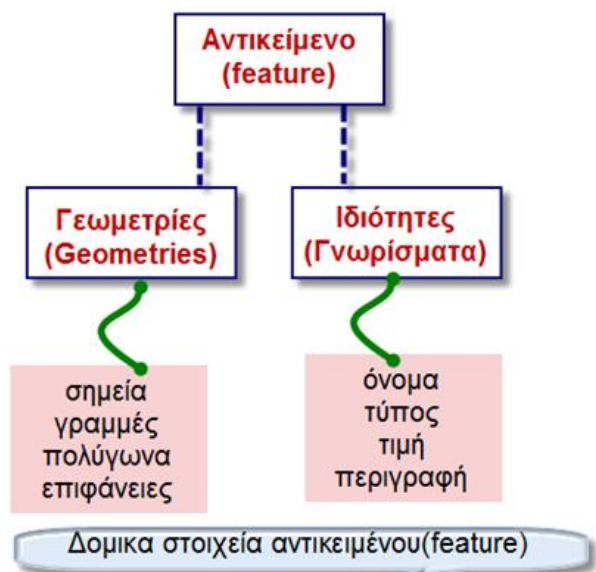 Αντικείμενο
(feature)
Γεωμετρίες
(Geometries)
Ιδιότητες
(Γνωρίσματα)
σημεία
γραμμές
πολύγωνα
επιφάνειες
όνομα
τύπος
τιμή
περιγραφή
Δομικα στοιχεία αντικειμένου(feature)